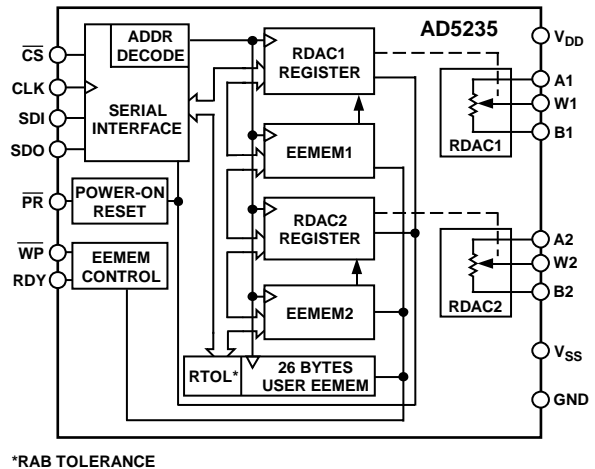 AD5235
ADDR
DECODE
SERIAL
INTERFACE
CS
CLK
SDI
SDO
PR
POWER-ON
RESET
WP
RDY
EEMEM
CONTROL
RDAC1
REGISTER
EEMEM1
RDAC2
REGISTER
EEMEM2
RTOL*
26 BYTES
USER EEMEM
RDAC1
RDAC2
VDD
A1
W1
B1
A2
W2
B2
VSS
GND
*RAB TOLERANCE